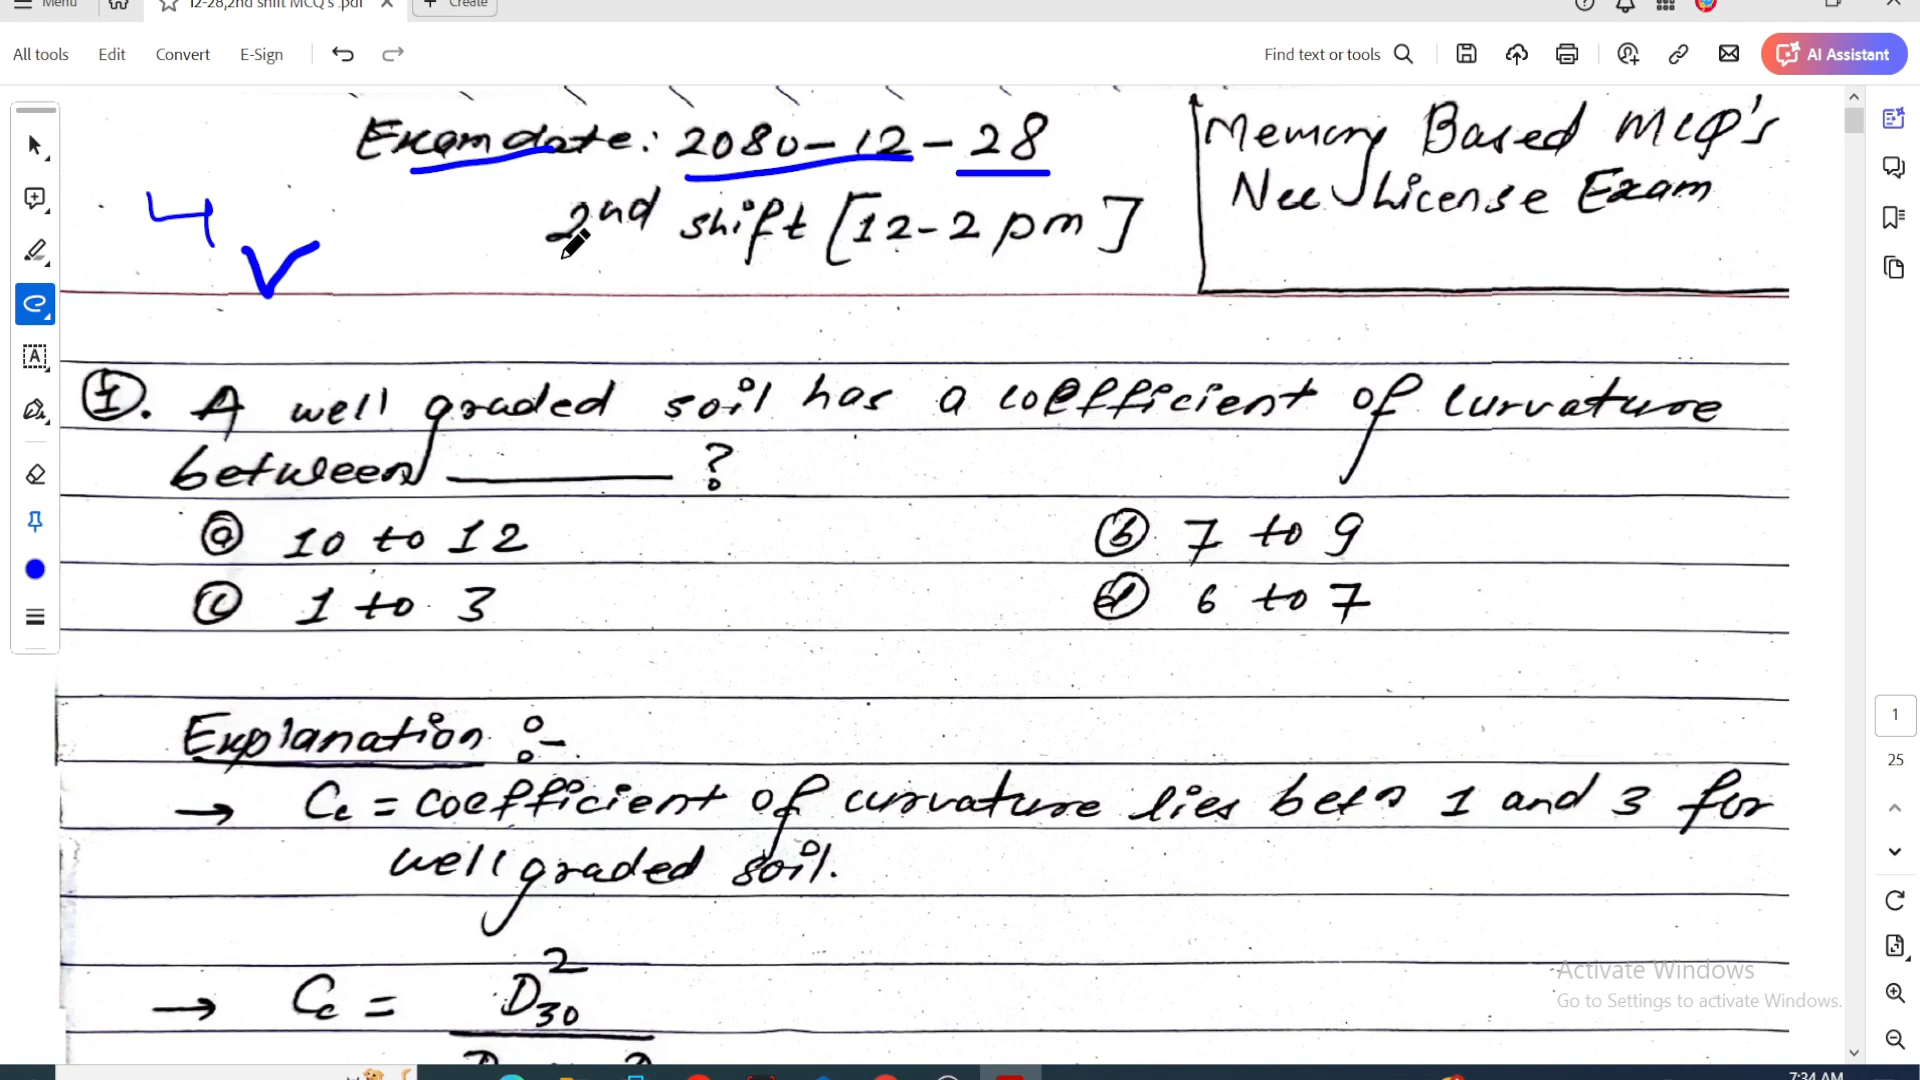 Menu
12-28,2nd shift MCQ's .pdf
Create
All tools
Edit
Convert
E-Sign
Find text or tools
AI Assistant
Exam date: 2080-12-28
2nd shift [12-2 pm]
Memory Based MCQ's
Nec License Exam
4
1. A well graded soil has a coefficient of curvature
between ______ ?
a 10 to 12
b 7 to 9
c 1 to 3
d 6 to 7
Explanation :-
→ Cc = coefficient of curvature lies betn 1 and 3 for
well graded soil.
→ Cc = D30²
1
25
Activate Windows
Go to Settings to activate Windows.
7:34 AM